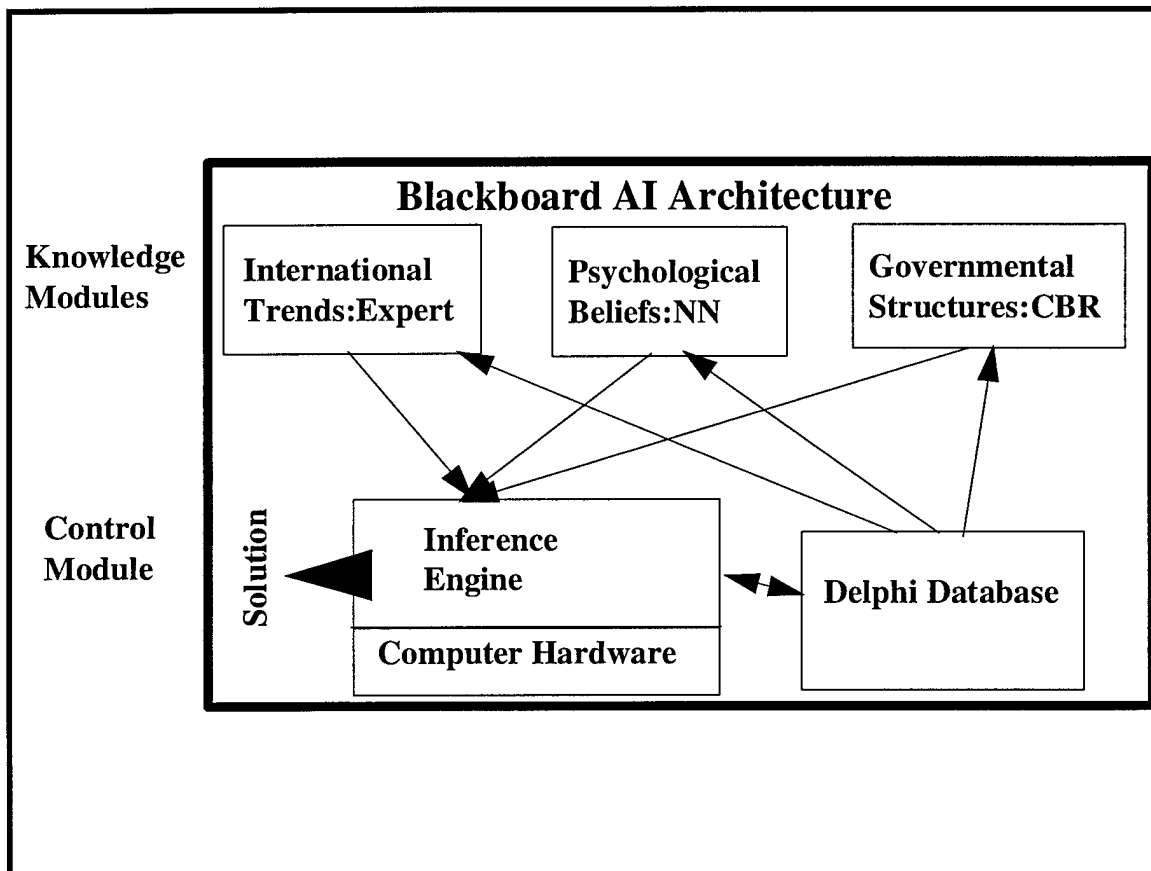 Blackboard AI Architecture
Knowledge
Modules
International
Trends:Expert
Psychological
Beliefs:NN
Governmental
Structures:CBR
Control
Module
Solution
Inference
Engine
Computer Hardware
Delphi Database